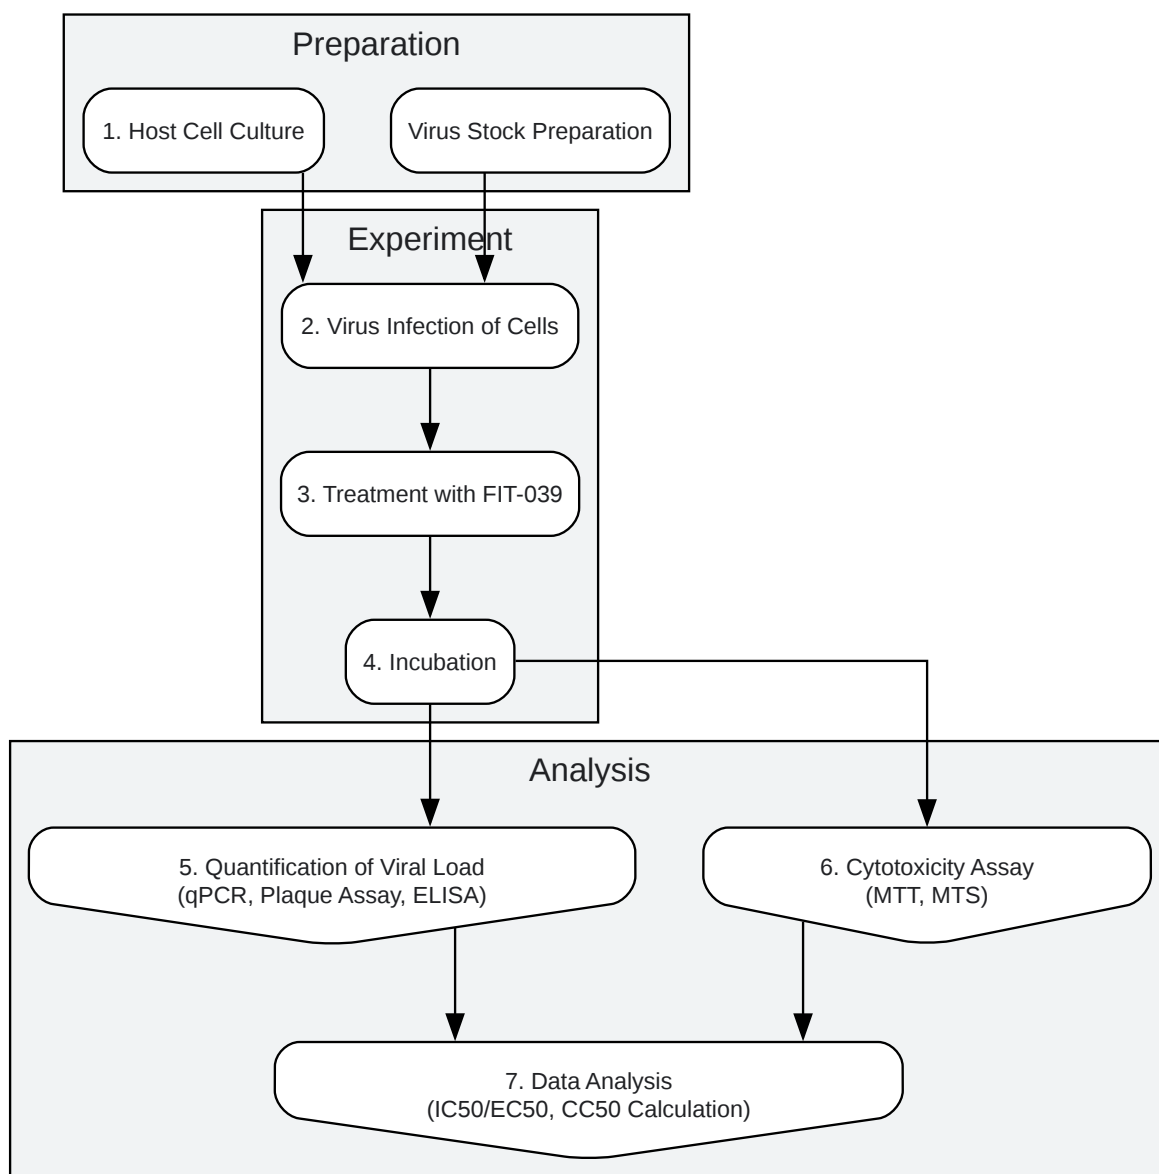 Preparation
1. Host Cell Culture
Virus Stock Preparation
Experiment
2. Virus Infection of Cells
3. Treatment with FIT-039
4. Incubation
Analysis
5. Quantification of Viral Load
(qPCR, Plaque Assay, ELISA)
6. Cytotoxicity Assay
(MTT, MTS)
7. Data Analysis
(IC50/EC50, CC50 Calculation)